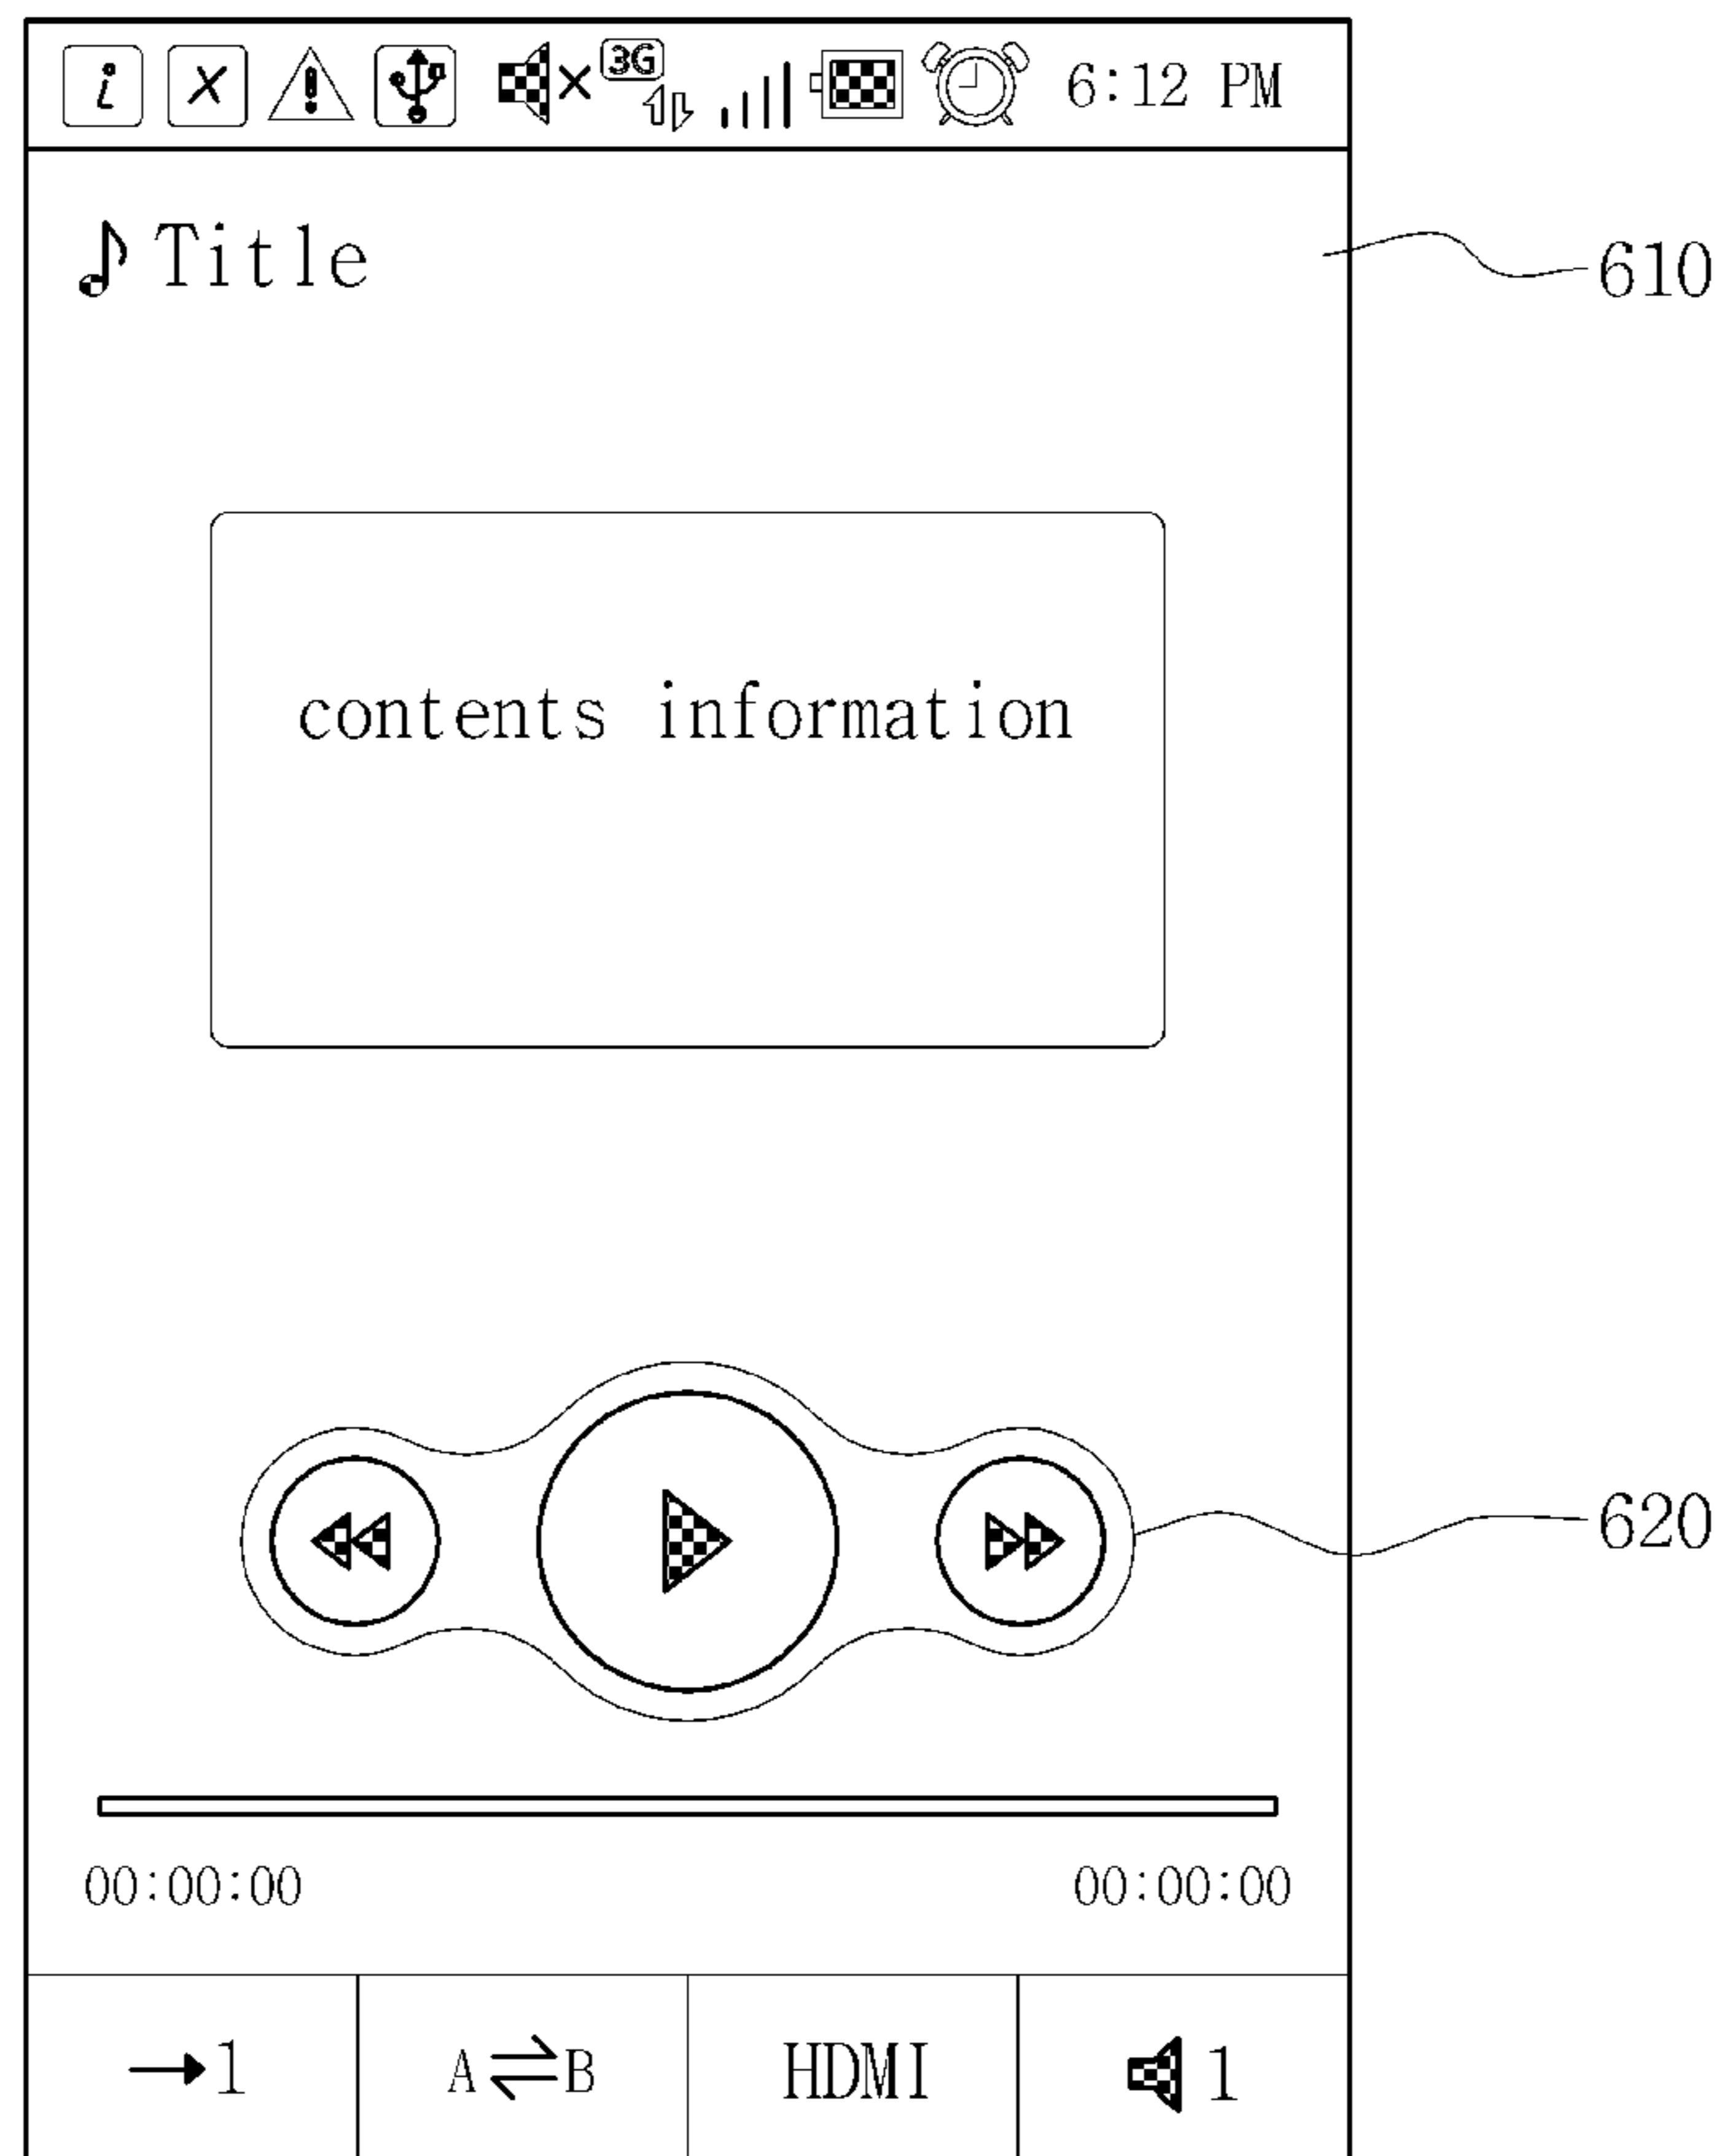 i X ! 3G 6:12 PM
Title
610
contents information
620
00:00:00 00:00:00
1 A B HDMI 1